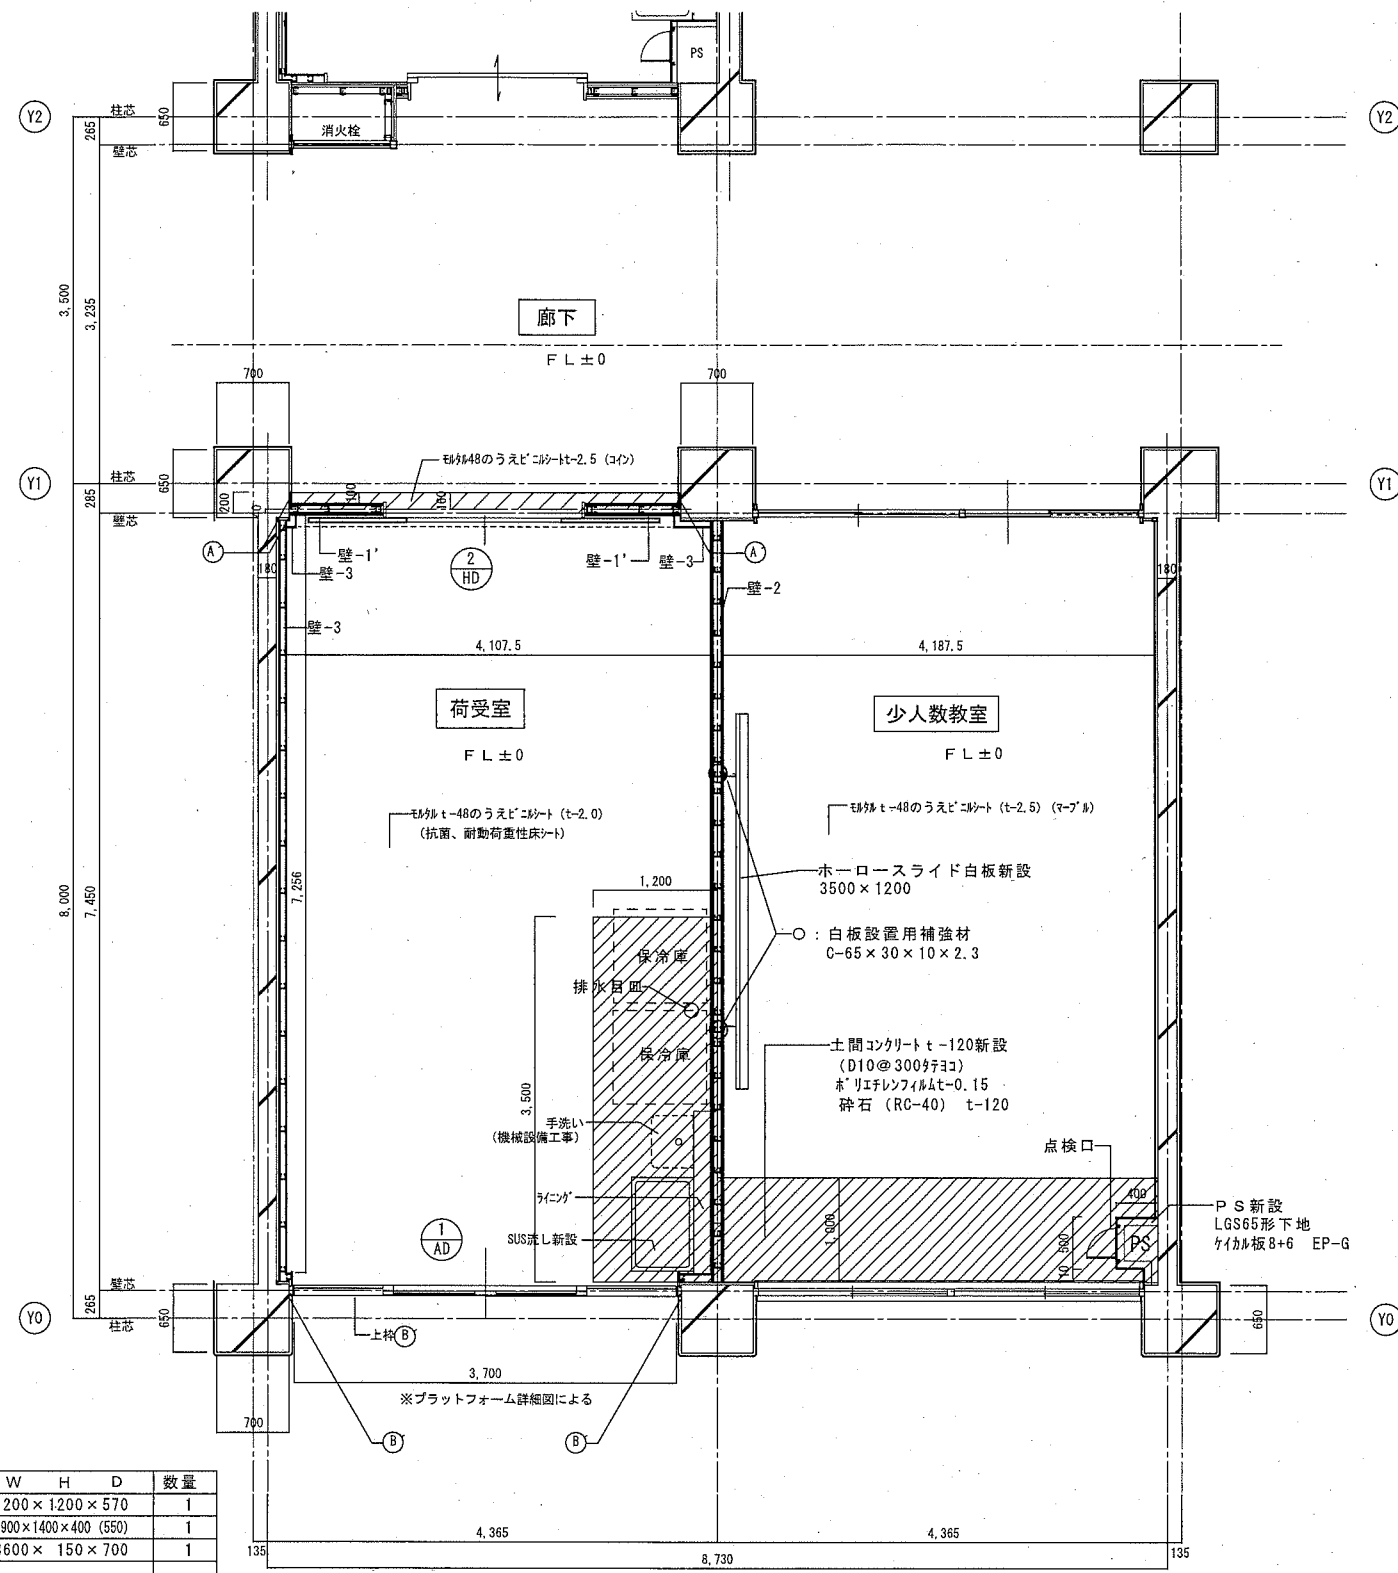 PS
Y2
柱芯
265
650
消火栓
壁芯
Y2
3,500
3,235
廊下
FL±0
700
700
モルタル48のうえビニルシートt-2.5 (コイン)
Y1
柱芯
285
650
200
100
100
壁芯
Y1
A
壁-1'
壁-3
180
2
HD
壁-1'
壁-3
A
壁-2
180
壁-3
4,107.5
4,187.5
荷受室
FL±0
少人数教室
FL±0
モルタル t-48のうえビニルシート (t-2.0)
(抗菌、耐動荷重性床シート)
モルタル t-48のうえビニルシート (t-2.5) (マーブル)
7,256
8,000
7,450
1,200
ホーロースライド白板新設
3500×1200
○ : 白板設置用補強材
C-65×30×10×2.3
保冷庫
排水目皿
保冷庫
3,500
土間コンクリート t-120新設
(D10@300タテヨコ)
ポリエチレンフィルムt-0.15
砕石 (RC-40) t-120
手洗い
(機械設備工事)
点検口
ライニング
400
PS新設
LGS65形下地
ケイカル板8+6 EP-G
1
AD
SUS流し新設
1,000
500
10
PS
壁芯
265
Y0
柱芯
650
上枠B
650
Y0
3,700
※プラットフォーム詳細図による
700
B
B
W H D 数量
200×1200×570 1
900×1400×400 (550) 1
600× 150×700 1
4,365
4,365
135
8,730
135